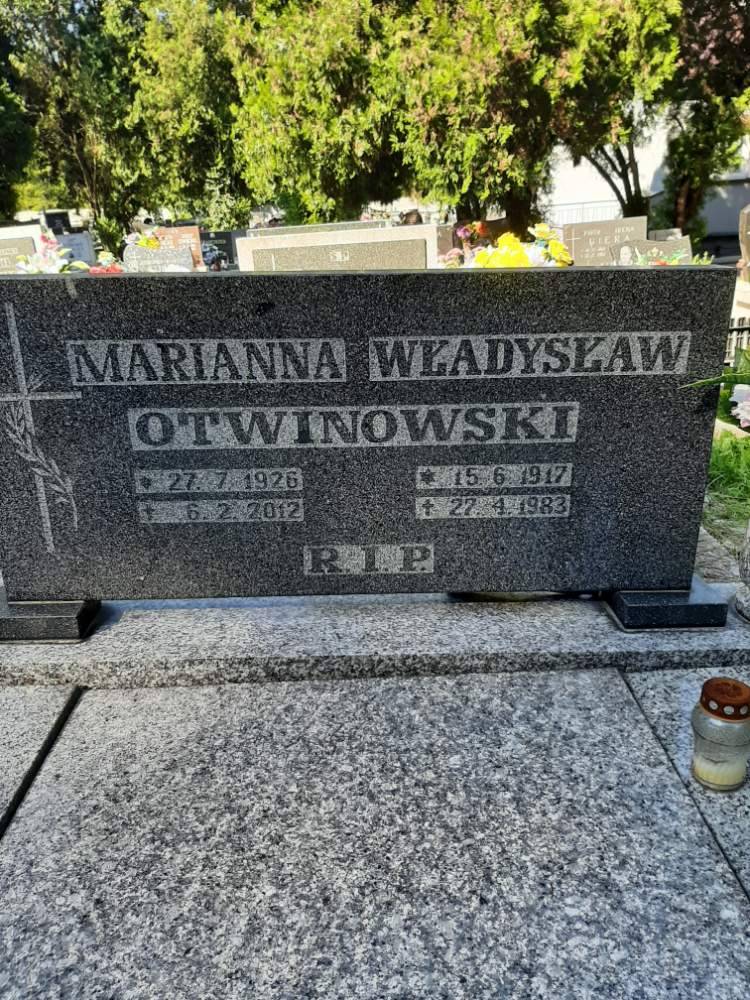 MARIANNA WŁADYSŁAW
OTWINOWSKI
* 27. 7. 1926 * 15. 6. 1917
✝ 6. 2. 2012 ✝ 27. 4. 1983
R. I. P.